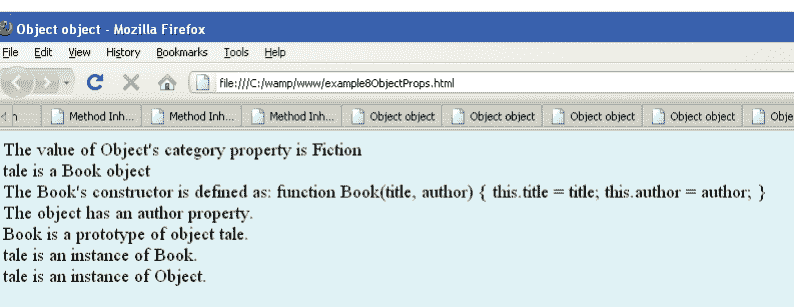 Object object - Mozilla Firefox
File Edit View History Bookmarks Tools Help
file:///C:/wamp/www/example8ObjectProps.html
n Method Inh... Method Inh... Method Inh... Object object Object object Object object Object object Obje
The value of Object's category property is Fiction
tale is a Book object
The Book's constructor is defined as: function Book(title, author) { this.title = title; this.author = author; }
The object has an author property.
Book is a prototype of object tale.
tale is an instance of Book.
tale is an instance of Object.